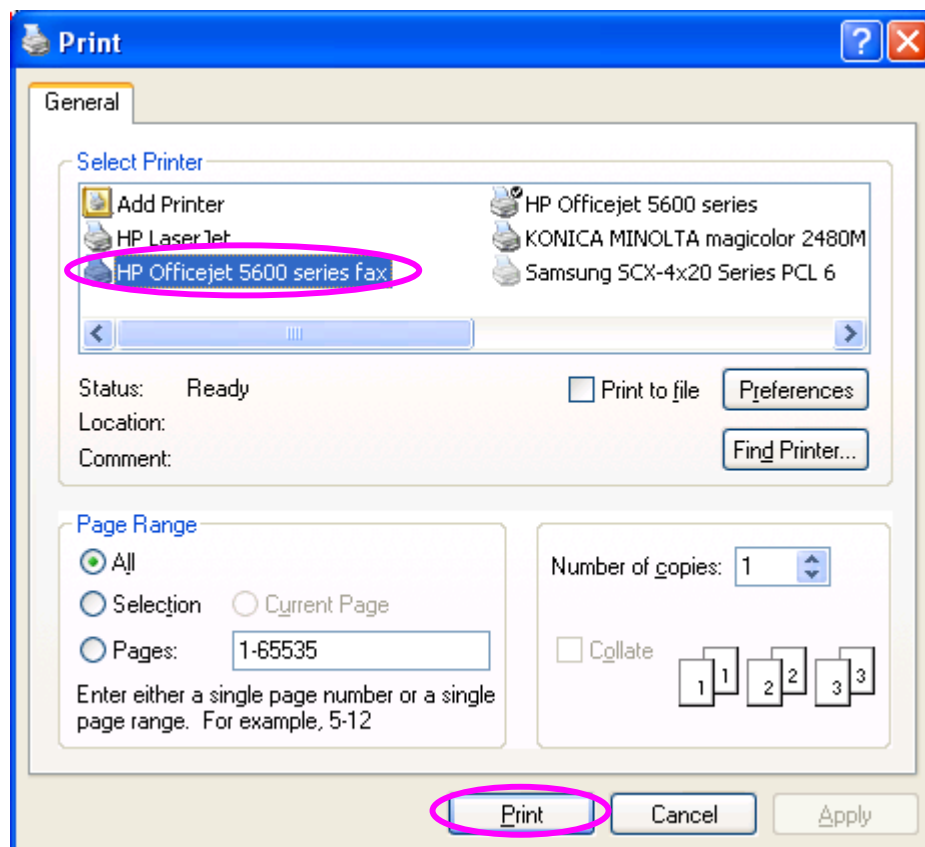 Print
General
Select Printer
Add Printer
HP LaserJet
HP Officejet 5600 series fax
HP Officejet 5600 series
KONICA MINOLTA magicolor 2480M
Samsung SCX-4x20 Series PCL 6
Status: Ready
Location:
Comment:
Print to file
Preferences
Find Printer...
Page Range
All
Selection
Current Page
Pages: 1-65535
Enter either a single page number or a single
page range. For example, 5-12
Number of copies: 1
Collate
1 1 2 2 3 3
Print
Cancel
Apply